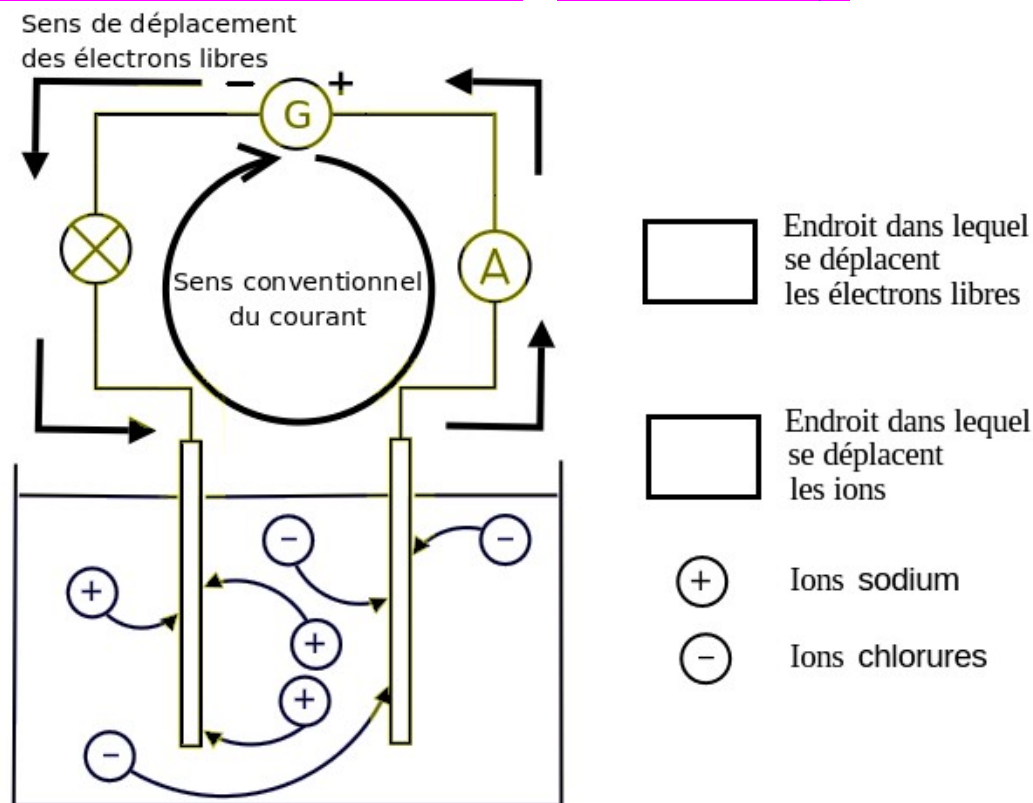 Sens de déplacement
des électrons libres
− +
G
A
Sens conventionnel
du courant
Endroit dans lequel
se déplacent
les électrons libres
Endroit dans lequel
se déplacent
les ions
− −
+
+
+
−
+ Ions sodium
− Ions chlorures